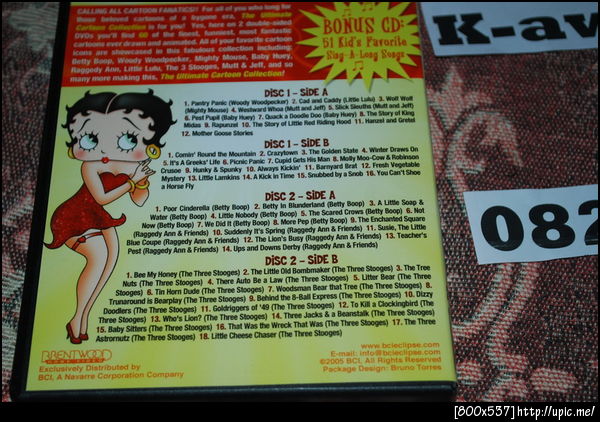 CALLING ALL CARTOON FANATICS!! For all of you who long for
those beloved cartoons of a bygone era, The Ultimate
Cartoon Collection is for you! Yes, here on 2 double-sided
DVDs you'll find 60 of the finest, funniest, most fantastic
cartoons ever drawn and animated. All of your favorite cartoon
icons are showcased in this fabulous collection including:
Betty Boop, Woody Woodpecker, Mighty Mouse, Baby Huey,
Raggedy Ann, Little Lulu, The 3 Stooges, Mutt & Jeff, and so
many more making this, The Ultimate Cartoon Collection!
BONUS CD:
51 Kid's Favorite
Sing-A-Long Songs
K-av
DISC 1 - SIDE A
1. Pantry Panic (Woody Woodpecker) 2. Cad and Caddy (Little Lulu) 3. Wolf Wolf
(Mighty Mouse) 4. Westward Whoa (Mutt and Jeff) 5. Slick Sleuths (Mutt and Jeff)
6. Pest Pupil (Baby Huey) 7. Quack a Doodle Doo (Baby Huey) 8. The Story of King
Midas 9. Rapunzel 10. The Story of Little Red Riding Hood 11. Hanzel and Gretel
12. Mother Goose Stories
DISC 1 - SIDE B
1. Comin' Round the Mountain 2. Crazytown 3. The Golden State 4. Winter Draws On
5. It's A Greeks' Life 6. Picnic Panic 7. Cupid Gets His Man 8. Molly Moo-Cow & Robinson
Crusoe 9. Hunky & Spunky 10. Always Kickin' 11. Barnyard Brat 12. Fresh Vegetable
Mystery 13. Little Lamkins 14. A Kick in Time 15. Snubbed by a Snob 16. You Can't Shoe
a Horse Fly
DISC 2 - SIDE A
1. Poor Cinderella (Betty Boop) 2. Betty In Blunderland (Betty Boop) 3. A Little Soap &
Water (Betty Boop) 4. Little Nobody (Betty Boop) 5. The Scared Crows (Betty Boop) 6. Not
Now (Betty Boop) 7. We Did It (Betty Boop) 8. More Pep (Betty Boop) 9. The Enchanted Square
(Raggedy Ann & Friends) 10. Suddenly It's Spring (Raggedy Ann & Friends) 11. Susie, The Little
Blue Coupe (Raggedy Ann & Friends) 12. The Lion's Busy (Raggedy Ann & Friends) 13. Teacher's
Pest (Raggedy Ann & Friends) 14. Ups and Downs Derby (Raggedy Ann & Friends)
082
DISC 2 - SIDE B
1. Bee My Honey (The Three Stooges) 2. The Little Old Bombmaker (The Three Stooges) 3. The Tree
Nuts (The Three Stooges) 4. There Auto Be a Law (The Three Stooges) 5. Litter Bear (The Three
Stooges) 6. Tin Horn Dude (The Three Stooges) 7. Woodsman Bear that Tree (The Three Stooges) 8.
Turnaround is Bearplay (The Three Stooges) 9. Behind the 8-Ball Express (The Three Stooges) 10. Dizzy
Doodlers (The Three Stooges) 11. Goldriggers of '49 (The Three Stooges) 12. To Kill a Clockingbird (The
Three Stooges) 13. Who's Lion? (The Three Stooges) 14. Three Jacks & a Beanstalk (The Three Stooges)
15. Baby Sitters (The Three Stooges) 16. That Was the Wreck That Was (The Three Stooges) 17. The Three
Astrornutz (The Three Stooges) 18. Little Cheese Chaser (The Three Stooges)
BRENTWOOD
HOME VIDEO
Exclusively Distributed by
BCI, A Navarre Corporation Company
www.bcieclipse.com
E-mail: info@bcieclipse.com
©2005 BCI, All Rights Reserved
Package Design: Bruno Torres
[800x537]http://upic.me/